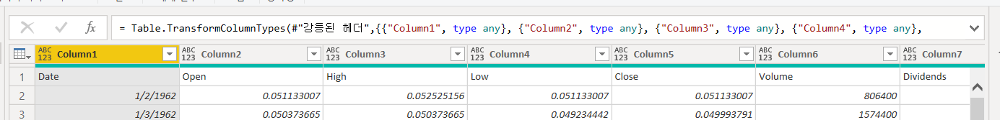 = Table.TransformColumnTypes(#"강등된 헤더",{{"Column1", type any}, {"Column2", type any}, {"Column3", type any}, {"Column4", type any},
ABC 123 Column1 ABC 123 Column2 ABC 123 Column3 ABC 123 Column4 ABC 123 Column5 ABC 123 Column6 ABC 123 Column7
1 Date Open High Low Close Volume Dividends
2 1/2/1962 0.051133007 0.052525156 0.051133007 0.051133007 806400
3 1/3/1962 0.050373665 0.050373665 0.049234442 0.049993791 1574400